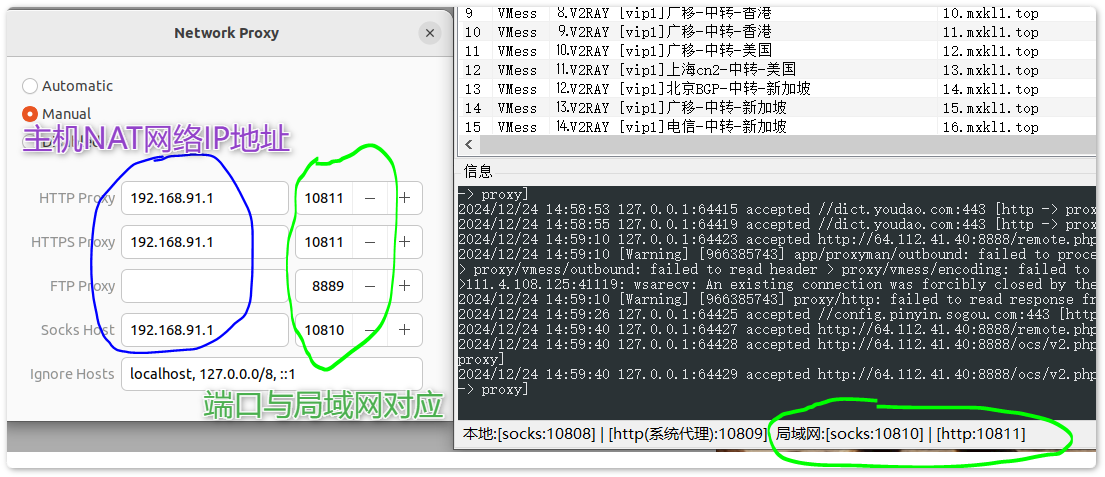 Network Proxy
Automatic
Manual
主机NAT网络IP地址
HTTP Proxy 192.168.91.1 10811 − +
HTTPS Proxy 192.168.91.1 10811 − +
FTP Proxy 8889 − +
Socks Host 192.168.91.1 10810 − +
Ignore Hosts localhost, 127.0.0.0/8, ::1
端口与局域网对应
9 VMess 8.V2RAY [vip1]广移-中转-香港 10.mxkl1.top
10 VMess 9.V2RAY [vip1]广移-中转-香港 11.mxkl1.top
11 VMess 10.V2RAY [vip1]广移-中转-美国 12.mxkl1.top
12 VMess 11.V2RAY [vip1]上海cn2-中转-美国 13.mxkl1.top
13 VMess 12.V2RAY [vip1]北京BGP-中转-新加坡 14.mxkl1.top
14 VMess 13.V2RAY [vip1]广移-中转-新加坡 15.mxkl1.top
15 VMess 14.V2RAY [vip1]电信-中转-新加坡 16.mxkl1.top
信息
-> proxy]
2024/12/24 14:58:53 127.0.0.1:64415 accepted //dict.youdao.com:443 [http -> prox
2024/12/24 14:58:55 127.0.0.1:64419 accepted //dict.youdao.com:443 [http -> prox
2024/12/24 14:59:10 127.0.0.1:64423 accepted http://64.112.41.40:8888/remote.php
2024/12/24 14:59:10 [Warning] [966385743] app/proxyman/outbound: failed to proce
> proxy/vmess/outbound: failed to read header > proxy/vmess/encoding: failed to
>111.4.108.125:41119: wsarecv: An existing connection was forcibly closed by the
2024/12/24 14:59:10 [Warning] [966385743] proxy/http: failed to read response fr
2024/12/24 14:59:26 127.0.0.1:64425 accepted //config.pinyin.sogou.com:443 [http
2024/12/24 14:59:40 127.0.0.1:64427 accepted http://64.112.41.40:8888/remote.php
2024/12/24 14:59:40 127.0.0.1:64428 accepted http://64.112.41.40:8888/ocs/v2.php
proxy]
2024/12/24 14:59:40 127.0.0.1:64429 accepted http://64.112.41.40:8888/ocs/v2.php
-> proxy]
本地:[socks:10808] | [http(系统代理):10809] 局域网:[socks:10810] | [http:10811]